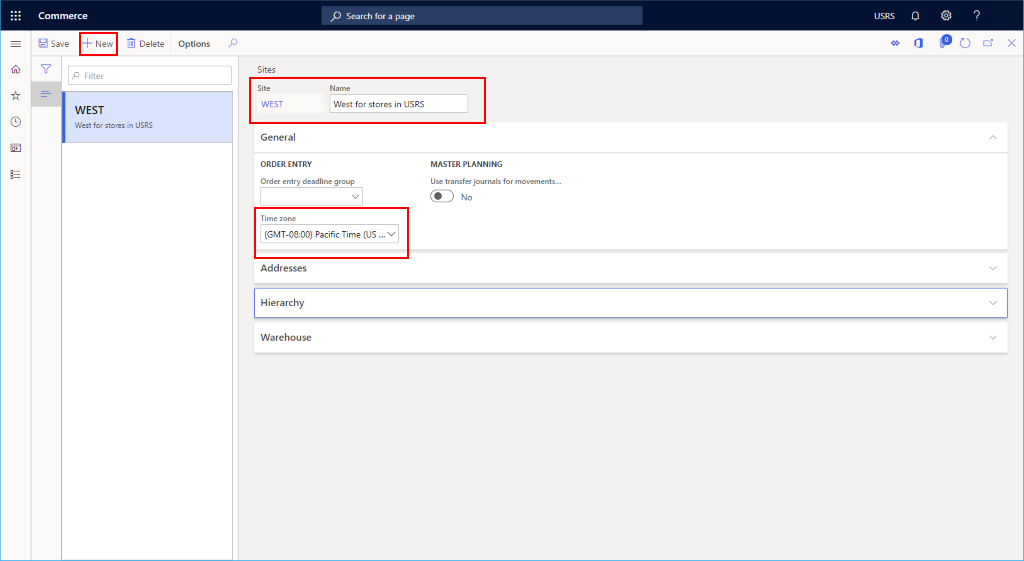 Commerce
Search for a page
USRS
?
Save
New
Delete
Options
0
Filter
WEST
West for stores in USRS
Sites
Site
Name
WEST
West for stores in USRS
General
ORDER ENTRY
MASTER PLANNING
Order entry deadline group
Use transfer journals for movements...
No
Time zone
(GMT-08:00) Pacific Time (US ...
Addresses
Hierarchy
Warehouse